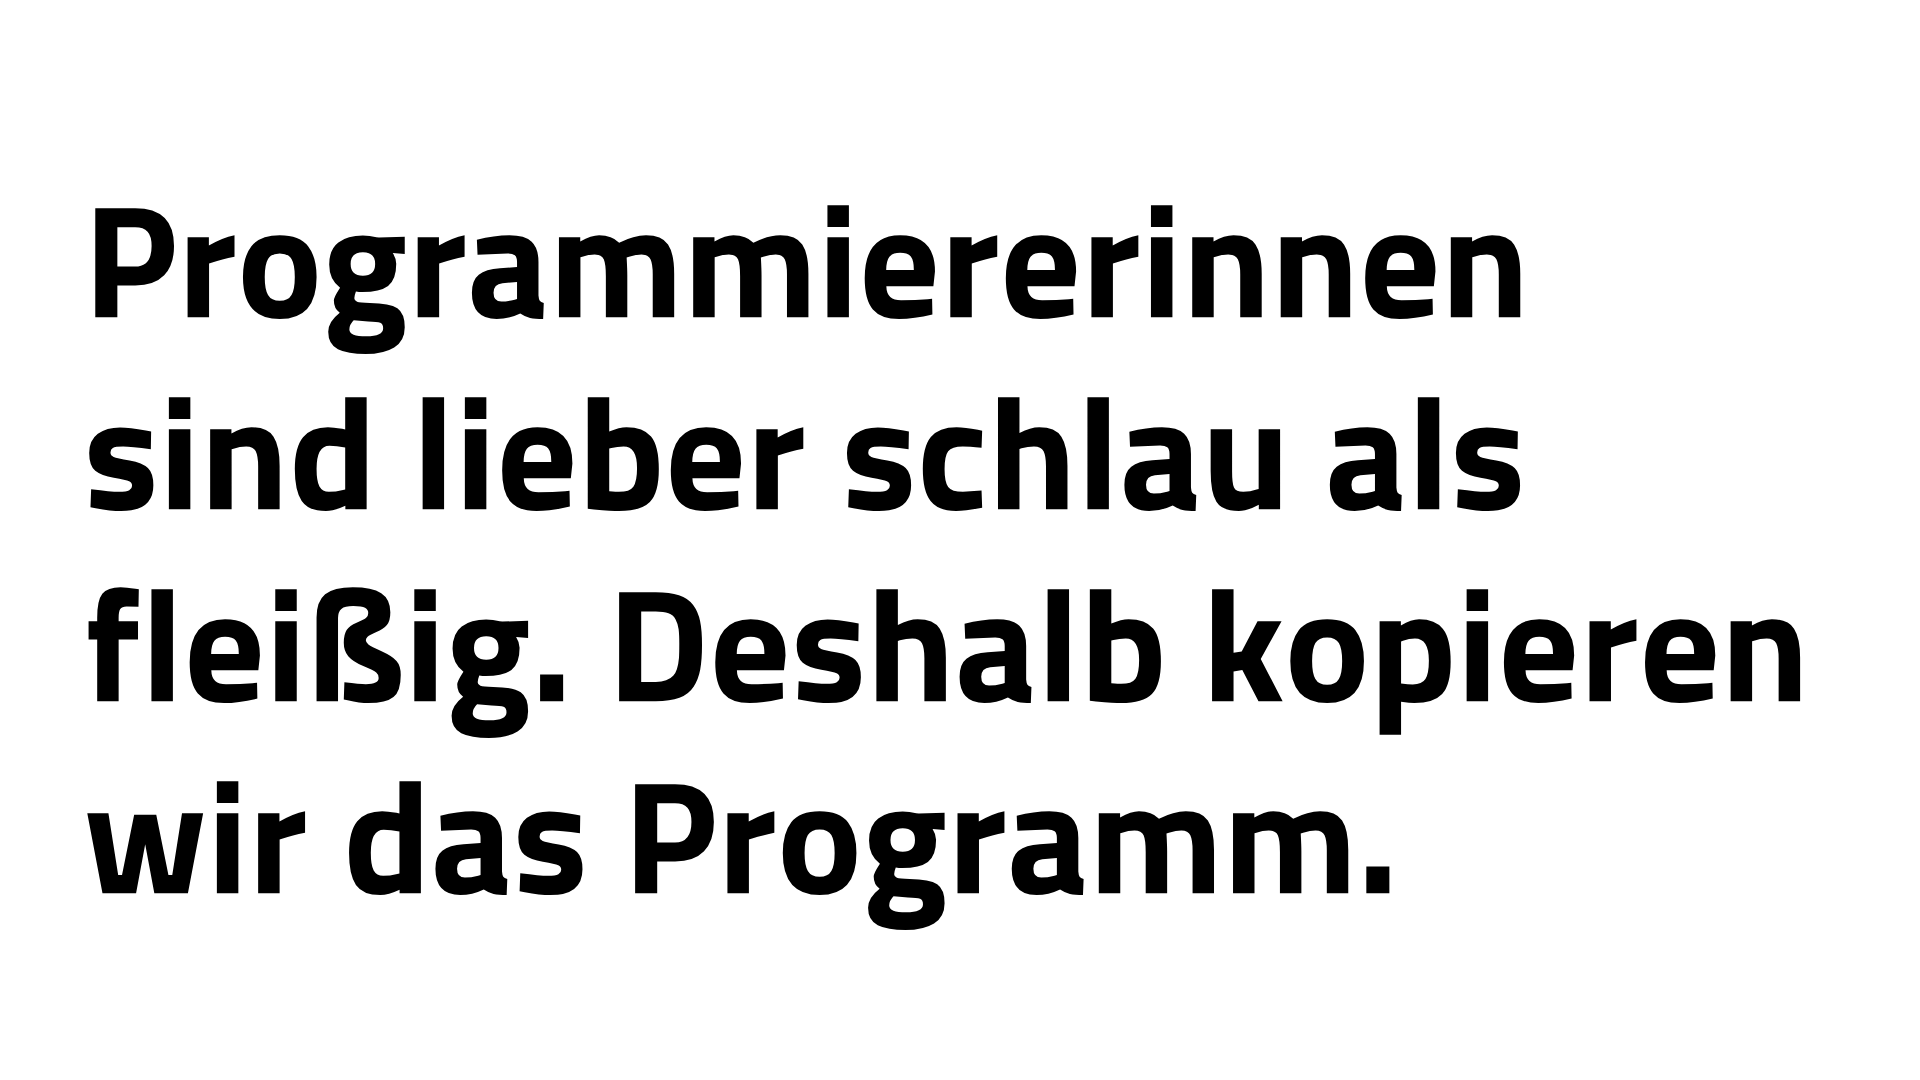 Programmiererinnen
sind lieber schlau als
fleißig. Deshalb kopieren
wir das Programm.